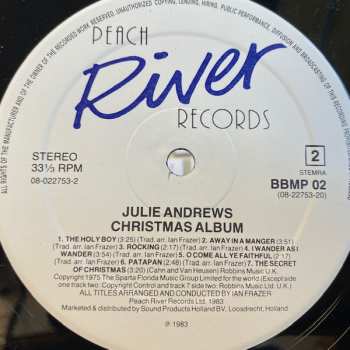 ALL RIGHTS OF THE MANUFACTURER AND OF THE OWNER OF THE RECORDED WORK RESERVED. UNAUTHORIZED COPYING, LENDING, HIRING, PUBLIC PERFORMANCE, DIFFUSION AND BROADCASTING OF THIS RECORD PROHIBITED
PEACH
River
RECORDS
STEREO
33⅓ RPM
08-022753-2
2
STEMRA
BBMP 02
(08-22753-20)
JULIE ANDREWS
CHRISTMAS ALBUM
1. THE HOLY BOY (3:25) (Trad. arr. Ian Frazer) 2. AWAY IN A MANGER (3:51)
(Trad. arr. Ian Frazer) 3. ROCKING (Trad. arr. Ian Frazer) 4. I WANDER AS I
WANDER (3:54) (Trad. arr. Ian Frazer) 5. O COME ALL YE FAITHFUL (Trad. arr. Ian
Frazer) 6. PATAPAN (2:48) (Trad. arr. Ian Frazer) 7. THE SECRET
OF CHRISTMAS (3:20) (Cahn and Van Heusen) Robbins Music U.K.
Copyright 1975 The Sparta Florida Music Group Limited for the world (Except side
one track two: Copyright Control and track 7 side two: Robbins Music U.K.)
ALL TITLES ARRANGED AND CONDUCTED by IAN FRAZER
Peach River Records Ltd. 1983
Marketed & distributed by Sound Products Holland BV, Loosdrecht, Holland.
℗ 1983